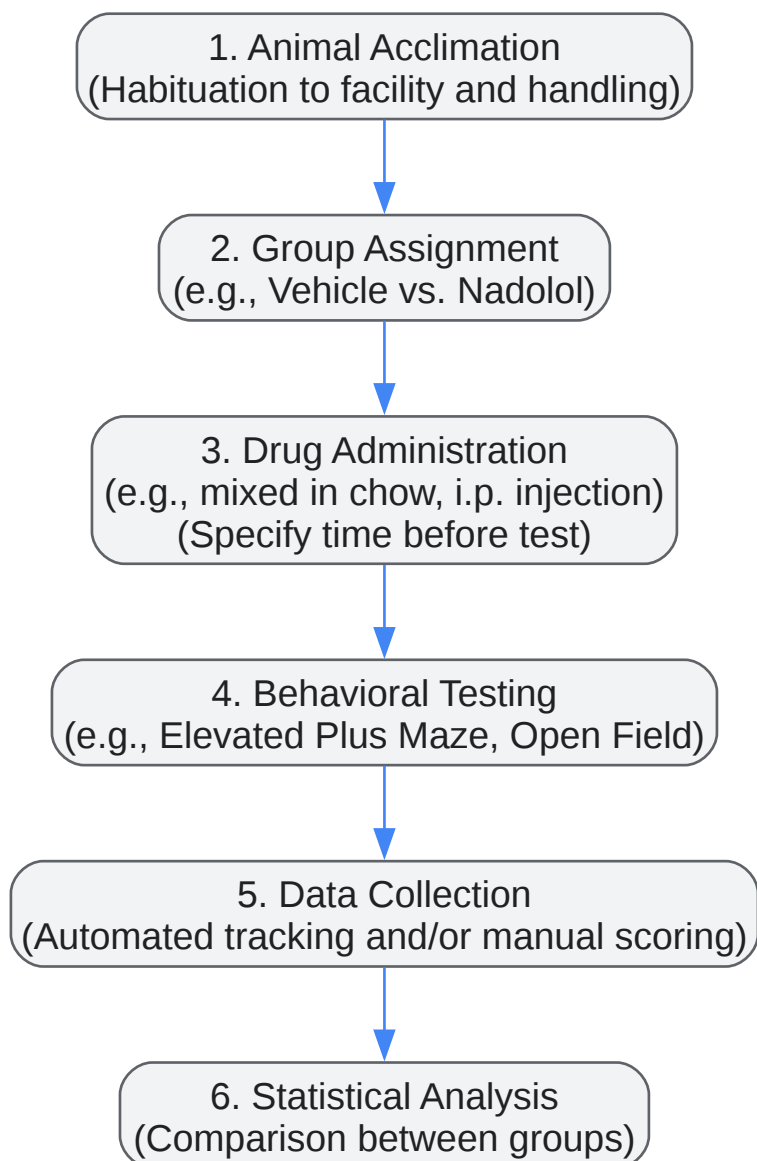 1. Animal Acclimation
(Habituation to facility and handling)
2. Group Assignment
(e.g., Vehicle vs. Nadolol)
3. Drug Administration
(e.g., mixed in chow, i.p. injection)
(Specify time before test)
4. Behavioral Testing
(e.g., Elevated Plus Maze, Open Field)
5. Data Collection
(Automated tracking and/or manual scoring)
6. Statistical Analysis
(Comparison between groups)